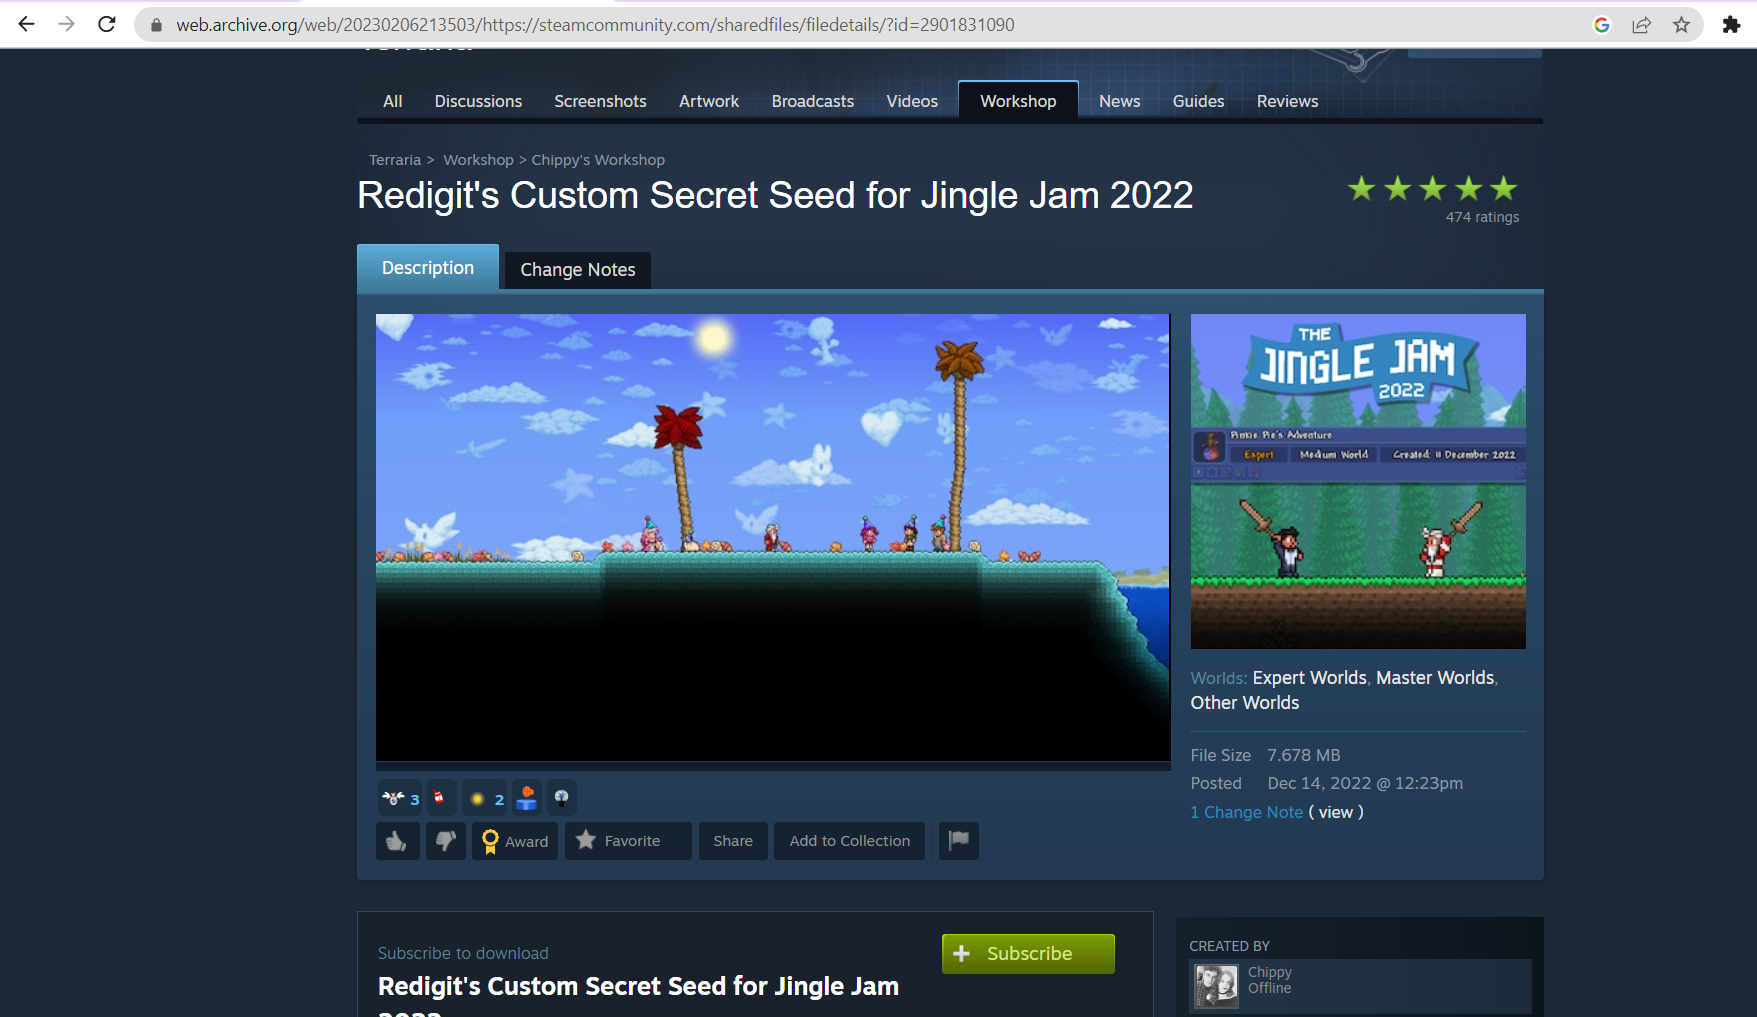 web.archive.org/web/20230206213503/https://steamcommunity.com/sharedfiles/filedetails/?id=2901831090
All Discussions Screenshots Artwork Broadcasts Videos Workshop News Guides Reviews
Terraria > Workshop > Chippy's Workshop
Redigit's Custom Secret Seed for Jingle Jam 2022
474 ratings
Description Change Notes
THE
JINGLE JAM
2022
Pinkie Pie's Adventure
Expert Medium World Created: 11 December 2022
Worlds: Expert Worlds, Master Worlds,
Other Worlds
File Size 7.678 MB
Posted Dec 14, 2022 @ 12:23pm
1 Change Note ( view )
3 2
Award Favorite Share Add to Collection
Subscribe to download
Redigit's Custom Secret Seed for Jingle Jam
Subscribe
CREATED BY
Chippy
Offline